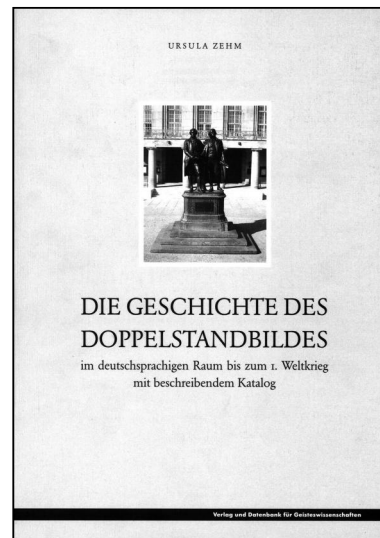 URSULA ZEHM
DIE GESCHICHTE DES
DOPPELSTANDBILDES
im deutschsprachigen Raum bis zum 1. Weltkrieg
mit beschreibendem Katalog
Verlag und Datenbank für Geisteswissenschaften